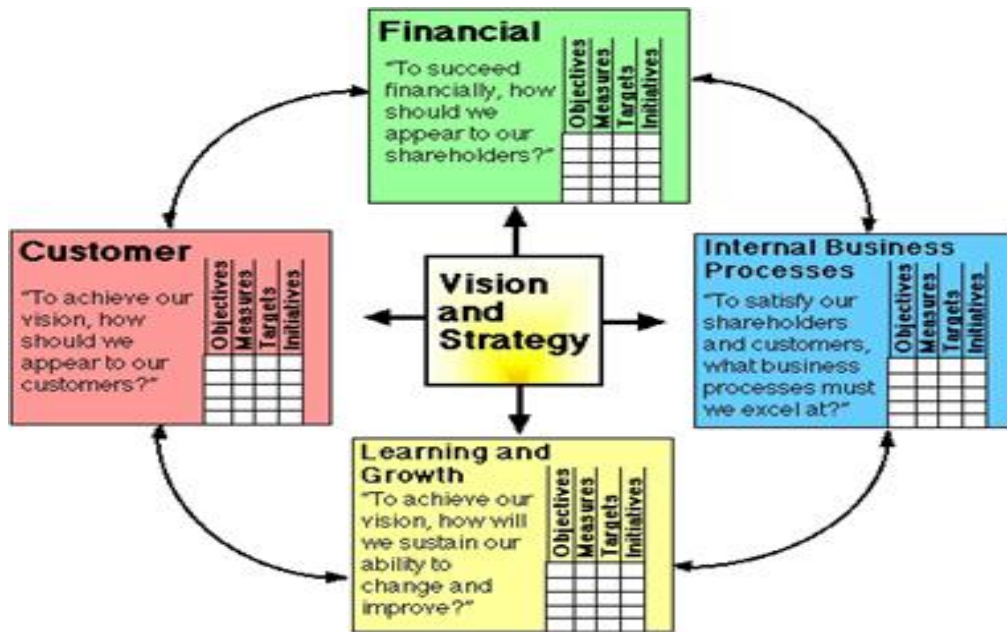 Financial
"To succeed
financially, how
should we
appear to our
shareholders?"
Objectives
Measures
Targets
Initiatives
Customer
"To achieve our
vision, how
should we
appear to our
customers?"
Objectives
Measures
Targets
Initiatives
Vision
and
Strategy
Internal Business
Processes
"To satisfy our
shareholders
and customers,
what business
processes must
we excel at?"
Objectives
Measures
Targets
Initiatives
Learning and
Growth
"To achieve our
vision, how will
we sustain our
ability to
change and
improve?"
Objectives
Measures
Targets
Initiatives